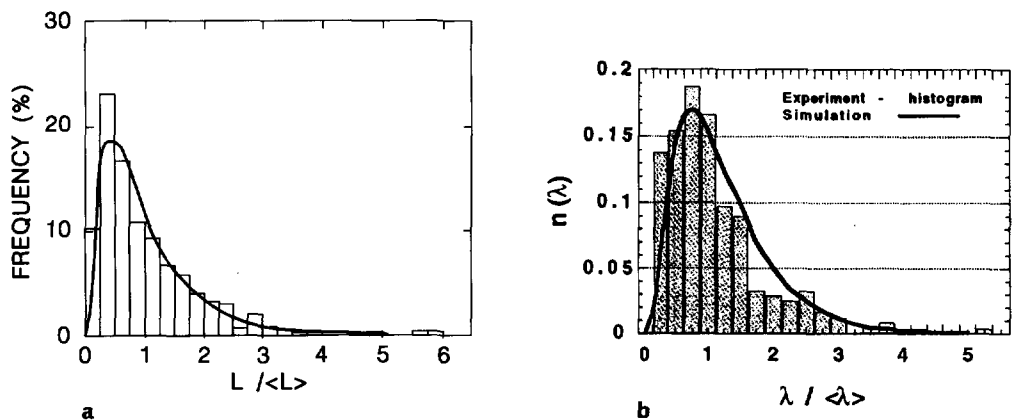 30
20
10
0
FREQUENCY (%)
0 1 2 3 4 5 6
L /<L>
a
0.2
0.15
0.1
0.05
0
n(λ)
Experiment - histogram
Simulation
0 1 2 3 4 5
λ / <λ>
b